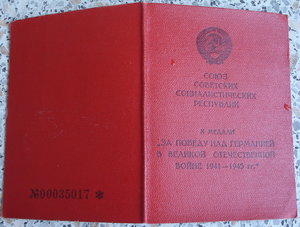 СОЮЗ
СОВЕТСКИХ
СОЦИАЛИСТИЧЕСКИХ
РЕСПУБЛИК
К МЕДАЛИ
„ЗА ПОБЕДУ НАД ГЕРМАНИЕЙ
В ВЕЛИКОЙ ОТЕЧЕСТВЕННОЙ
ВОЙНЕ 1941—1945 гг."
№00035017 *